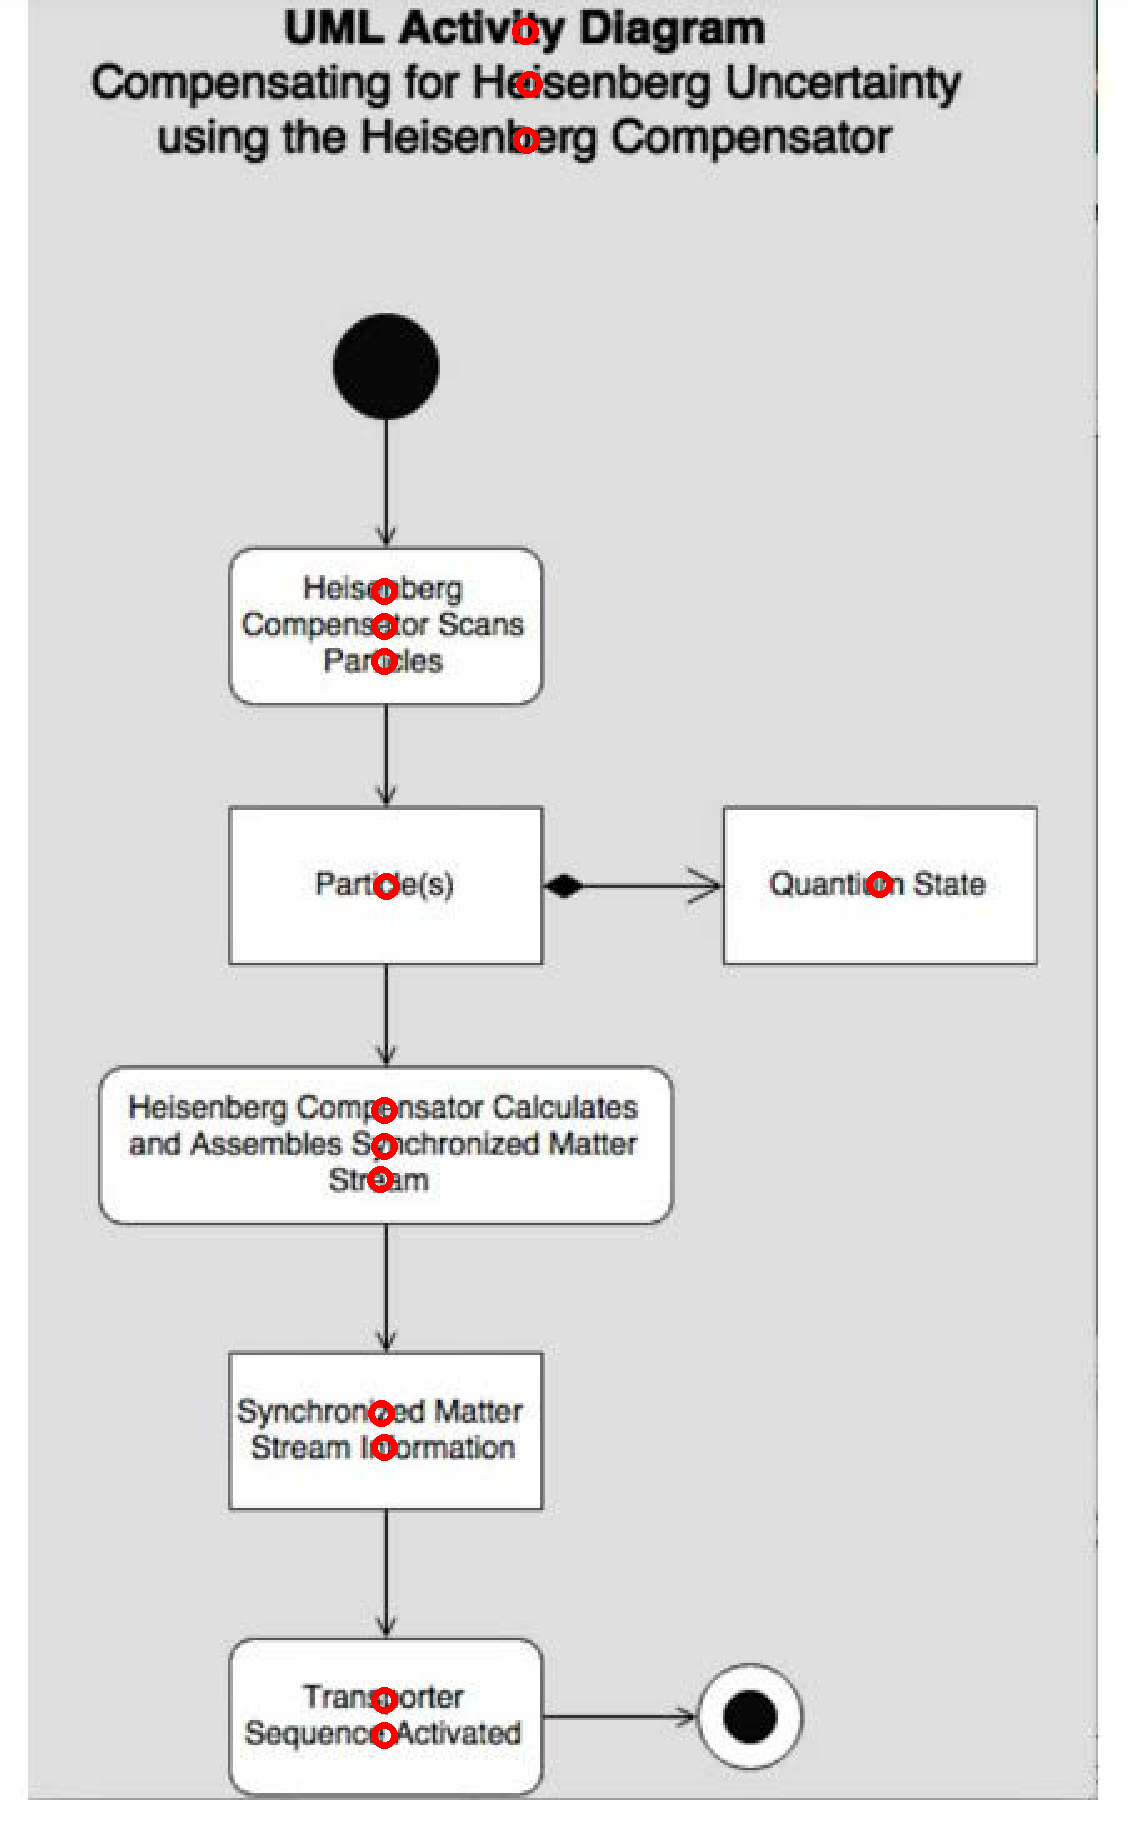 UML Activity Diagram
Compensating for Heisenberg Uncertainty
using the Heisenberg Compensator
Heisenberg
Compensator Scans
Particles
Particle(s)
Quantium State
Heisenberg Compensator Calculates
and Assembles Synchronized Matter
Stream
Synchronized Matter
Stream Information
Transporter
Sequence Activated